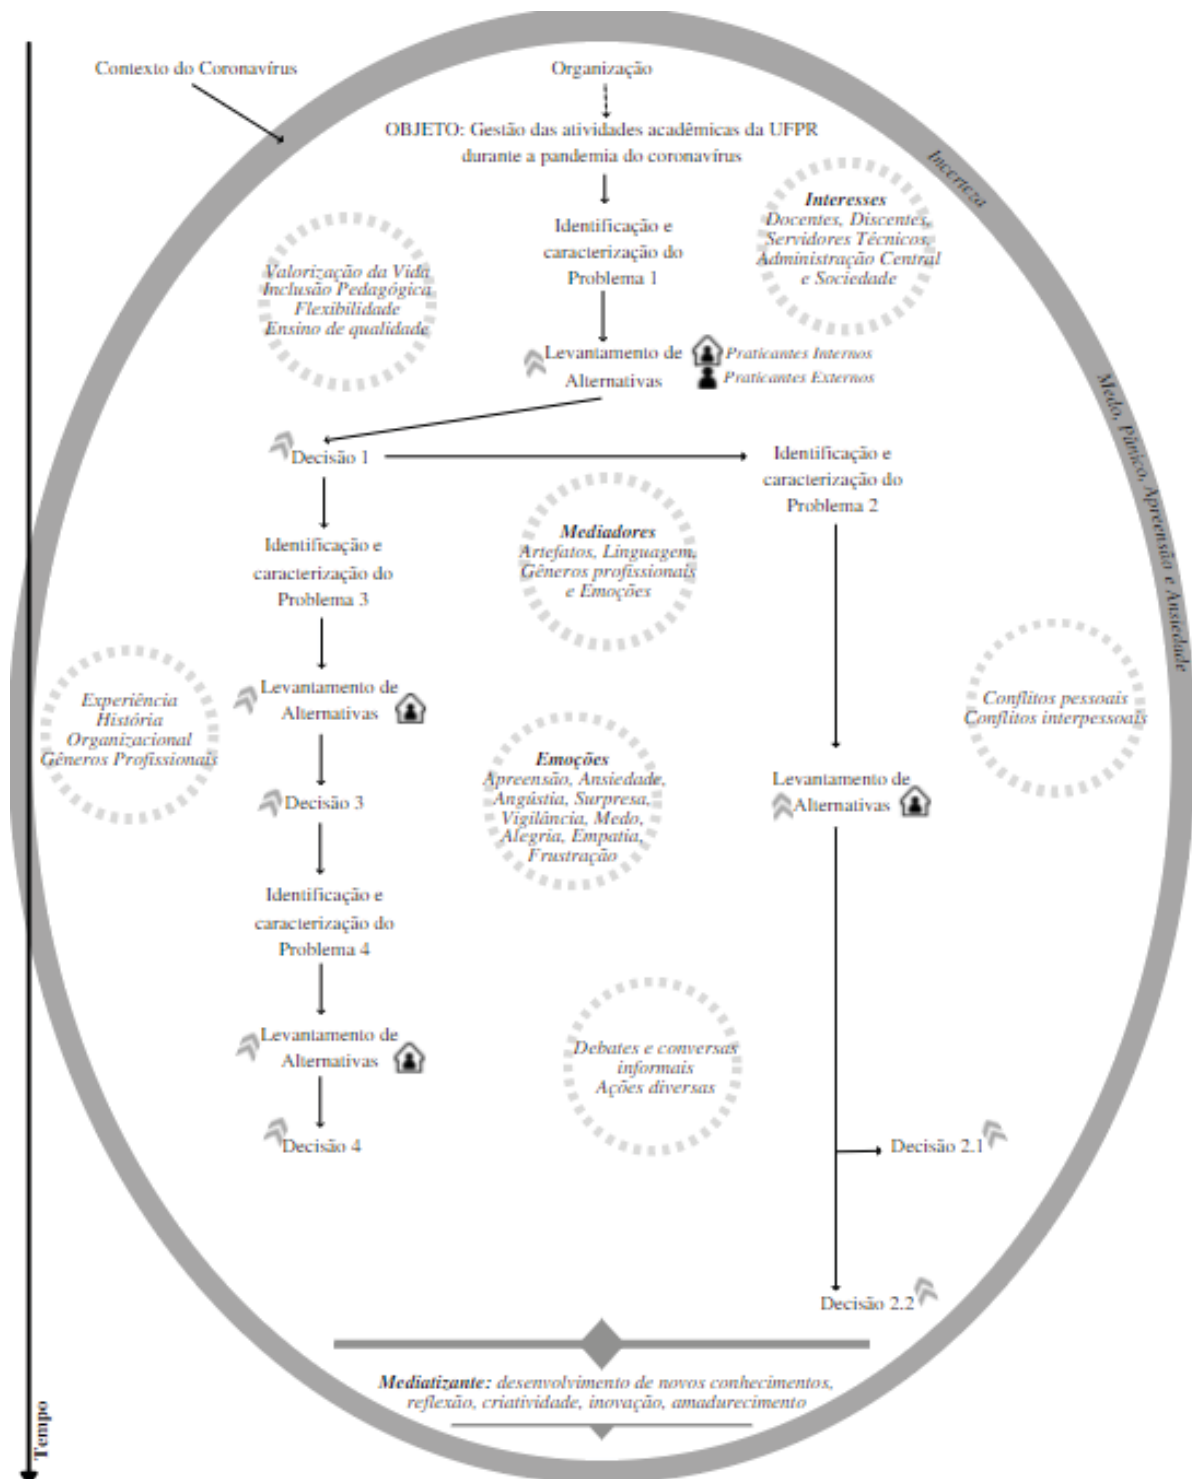 Contexto do Coronavírus
Organização
OBJETO: Gestão das atividades acadêmicas da UFPR
durante a pandemia do coronavírus
Incerteza
Interesses
Docentes, Discentes,
Servidores Técnicos,
Administração Central
e Sociedade
Identificação e
caracterização do
Problema 1
Valorização da Vida
Inclusão Pedagógica
Flexibilidade
Ensino de qualidade
Levantamento de
Alternativas
Praticantes Internos
Praticantes Externos
Medo, Pânico, Apreensão e Ansiedade
Decisão 1
Identificação e
caracterização do
Problema 2
Mediadores
Artefatos, Linguagem,
Gêneros profissionais
e Emoções
Identificação e
caracterização do
Problema 3
Experiência
História
Organizacional
Gêneros Profissionais
Levantamento de
Alternativas
Conflitos pessoais
Conflitos interpessoais
Emoções
Apreensão, Ansiedade,
Angústia, Surpresa,
Vigilância, Medo,
Alegria, Empatia,
Frustração
Levantamento de
Alternativas
Decisão 3
Identificação e
caracterização do
Problema 4
Levantamento de
Alternativas
Debates e conversas
informais
Ações diversas
Decisão 4
Decisão 2.1
Decisão 2.2
Mediatizante: desenvolvimento de novos conhecimentos,
reflexão, criatividade, inovação, amadurecimento
Tempo